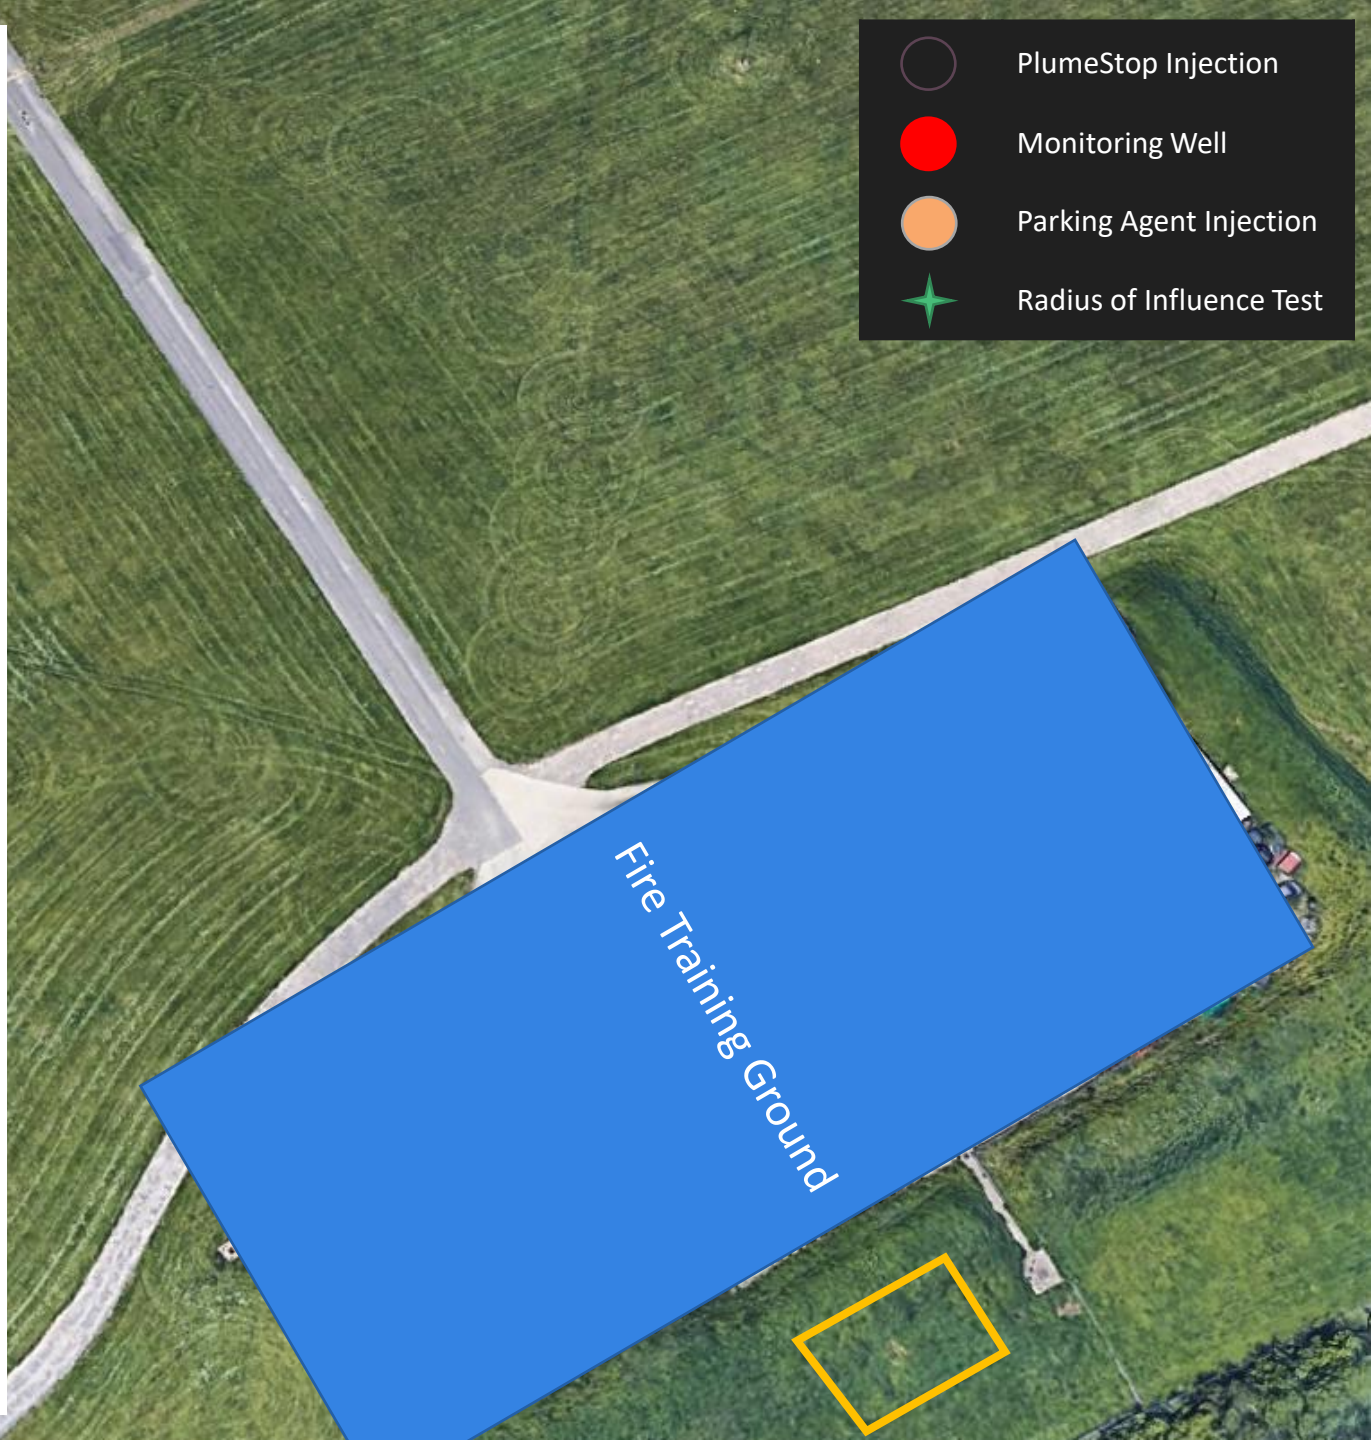 PlumeStop Injection
Monitoring Well
Parking Agent Injection
Radius of Influence Test
Fire Training Ground